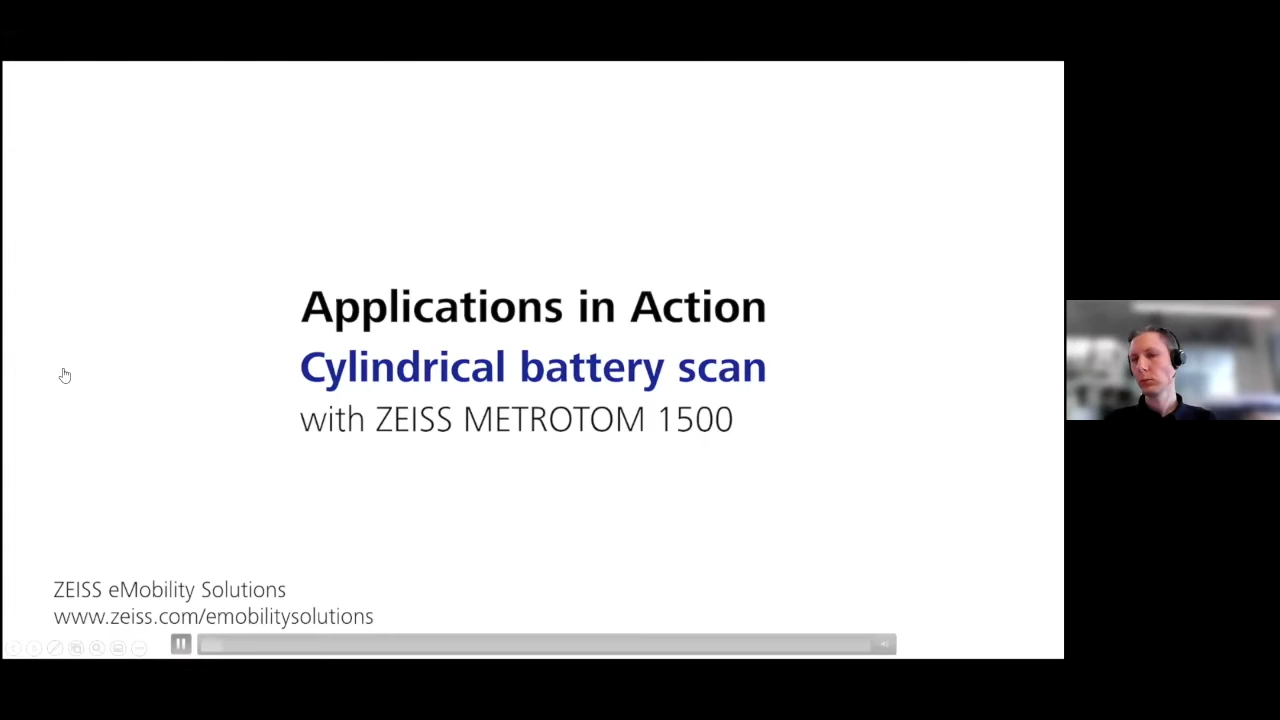 Applications in Action
Cylindrical battery scan
with ZEISS METROTOM 1500
ZEISS eMobility Solutions
www.zeiss.com/emobilitysolutions